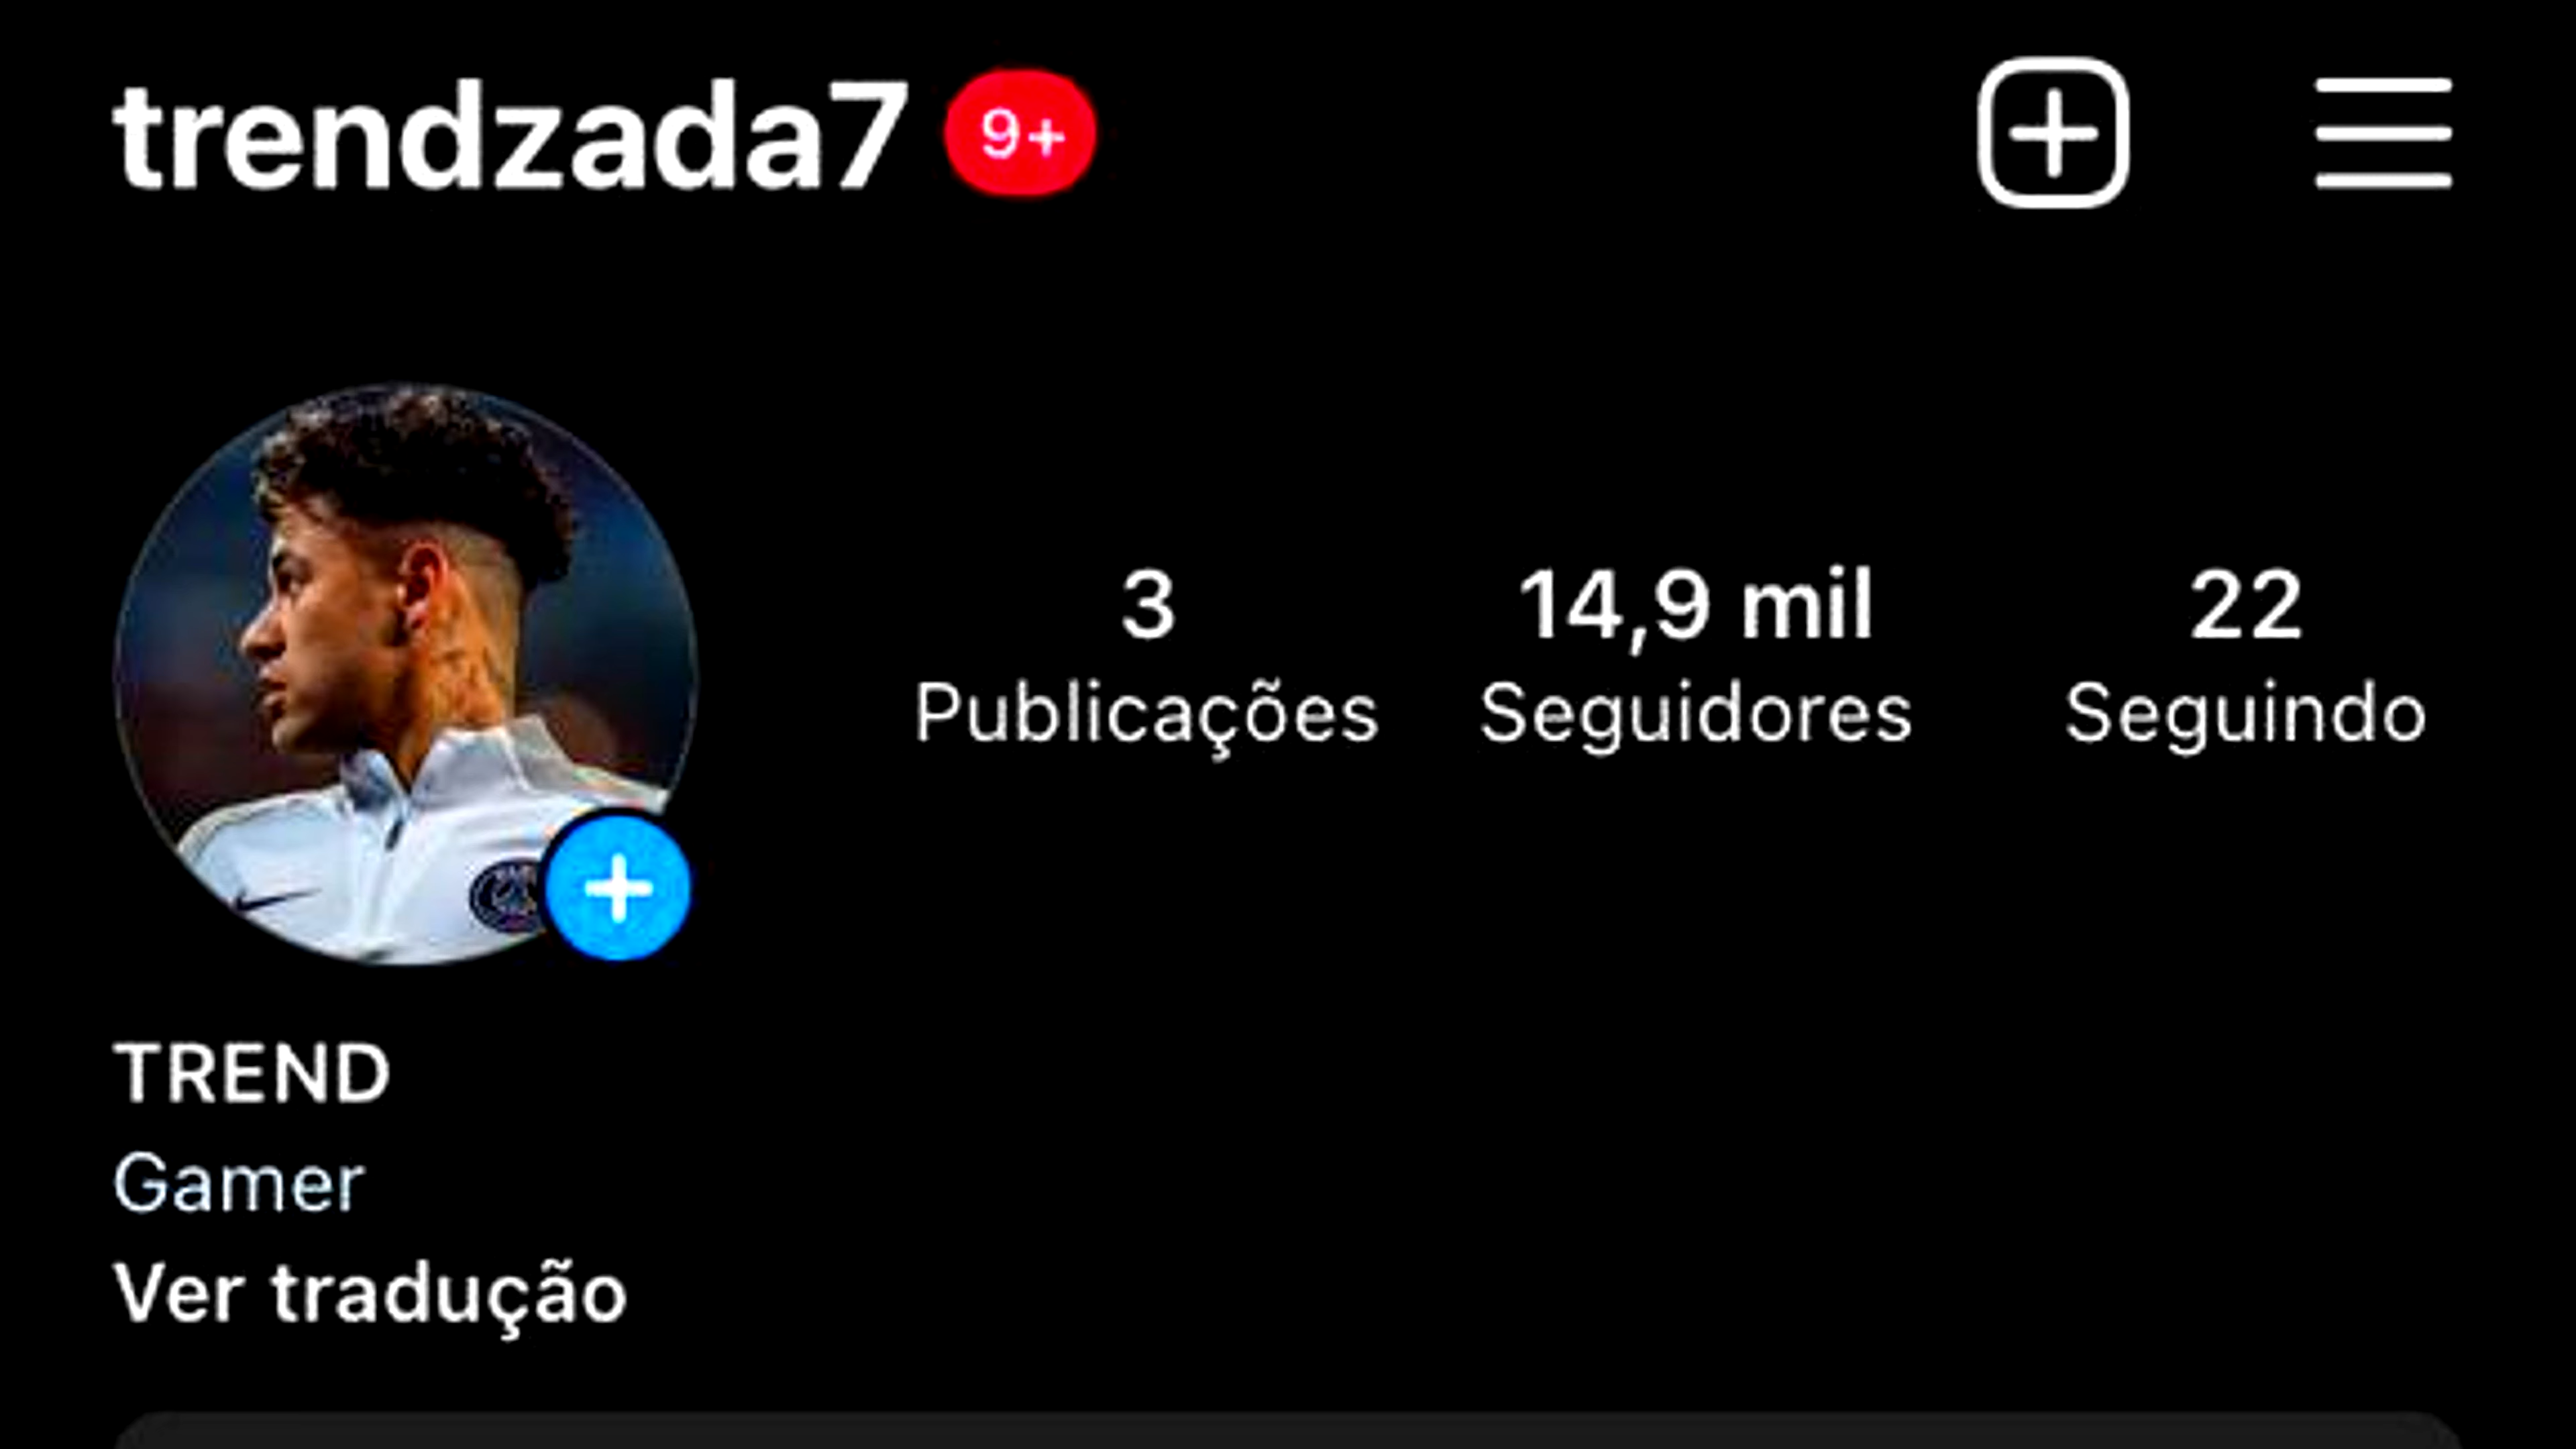 trendzada7 9+
3 14,9 mil 22
Publicações Seguidores Seguindo
TREND
Gamer
Ver tradução